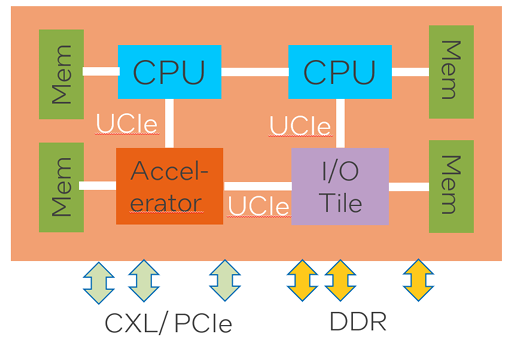 Mem
CPU
CPU
Mem
UCIe
UCIe
Mem
Accel-
erator
UCIe
I/O
Tile
Mem
CXL/ PCIe
DDR